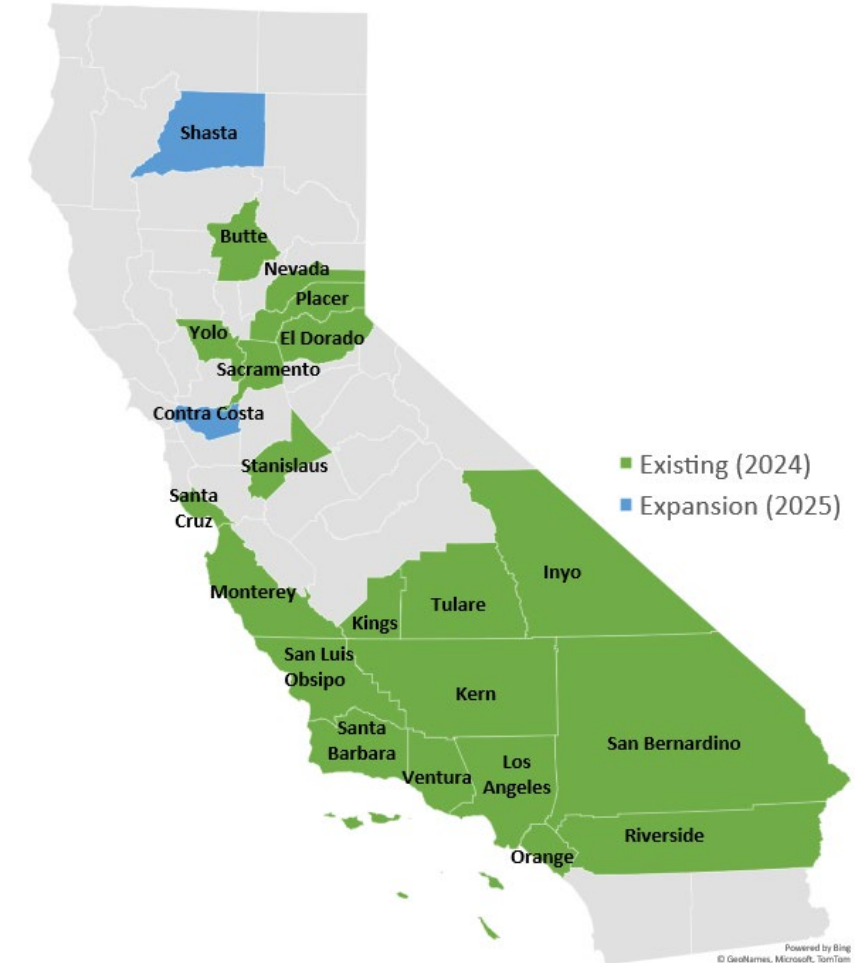 Shasta
Butte
Nevada
Placer
Yolo
El Dorado
Sacramento
Contra Costa
Stanislaus
Existing (2024)
Expansion (2025)
Santa
Cruz
Inyo
Monterey
Tulare
Kings
San Luis
Obsipo
Kern
Santa
Barbara
San Bernardino
Los
Angeles
Ventura
Riverside
Orange
Powered by Bing
© GeoNames, Microsoft, TomTom